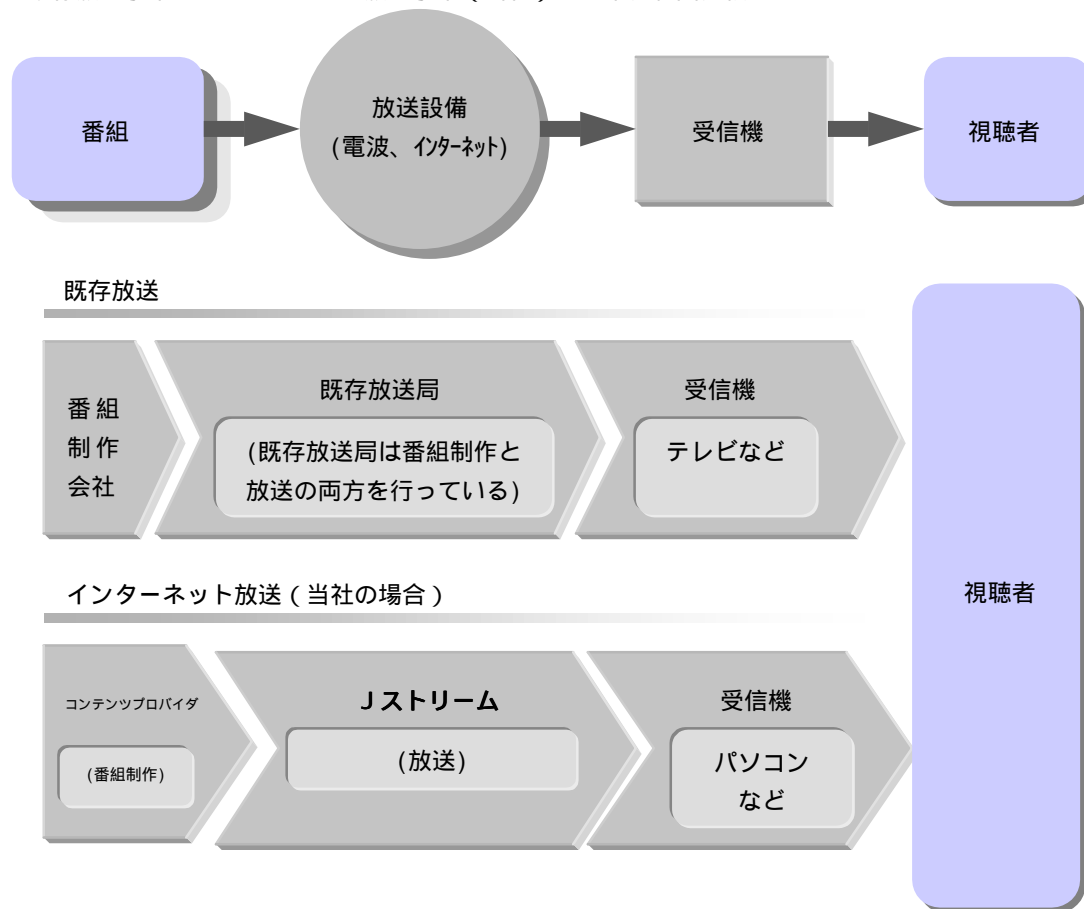 番組
放送設備
(電波、ｲﾝﾀｰﾈｯﾄ)
受信機
視聴者
既存放送
番組
制作
会社
既存放送局
(既存放送局は番組制作と
放送の両方を行っている)
受信機
テレビなど
視聴者
インターネット放送(当社の場合)
コンテンツプロバイダ
(番組制作)
Ｊストリーム
(放送)
受信機
パソコン
など